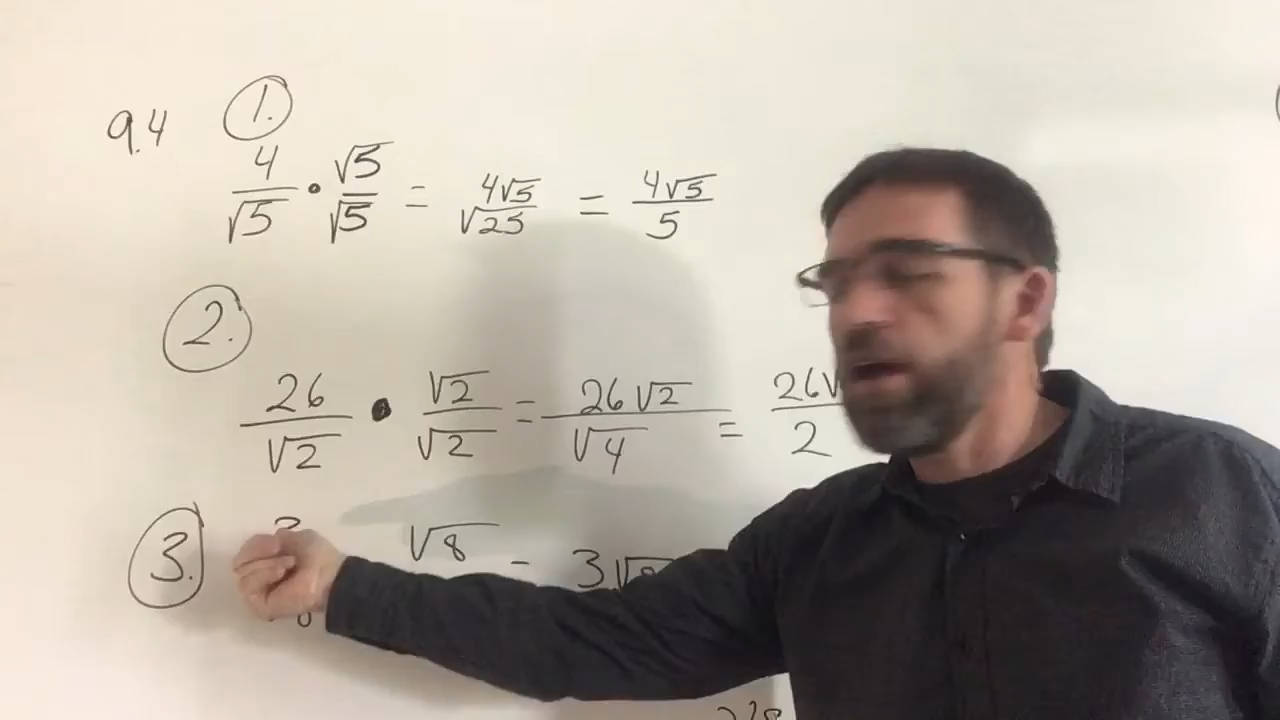 9.4 1.
4/√5 • √5/√5 = 4√5/√25 = 4√5/5
2.
26/√2 • √2/√2 = 26√2/√4 = 26√/2
3. √8 = 3√